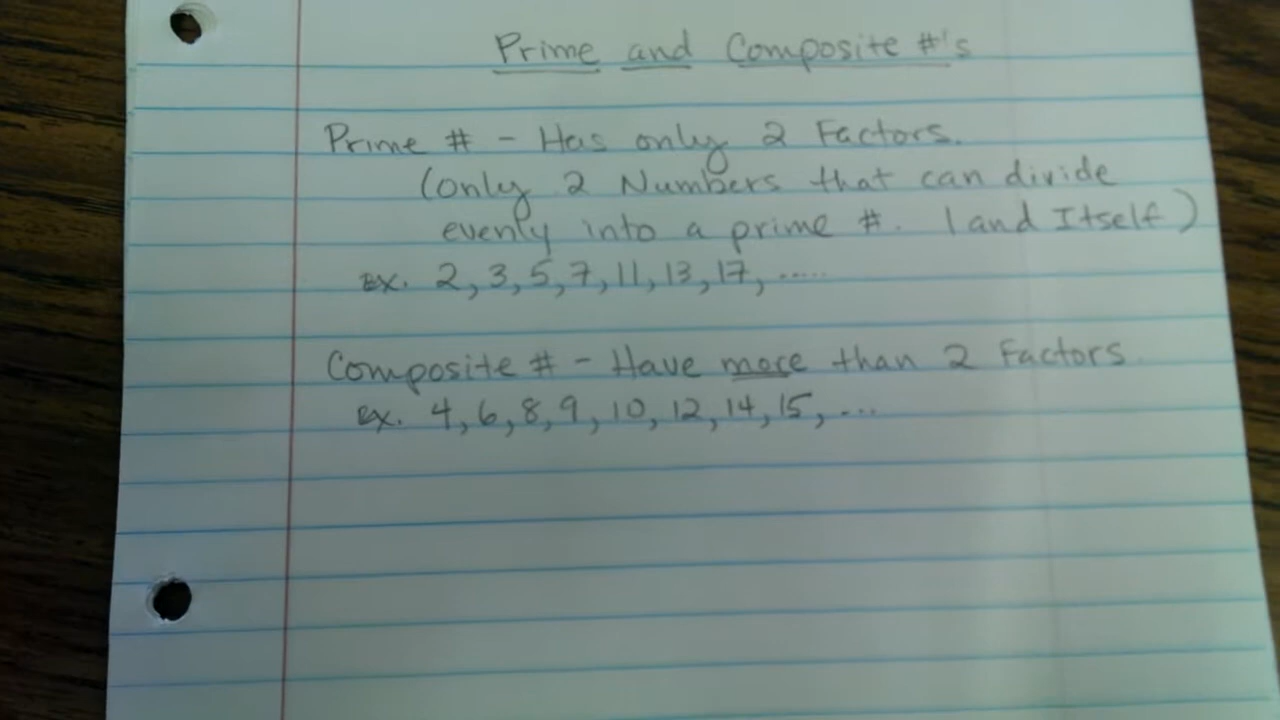 Prime and Composite #'s
Prime # - Has only 2 Factors.
(only 2 Numbers that can divide
evenly into a prime #. 1 and Itself)
Ex. 2, 3, 5, 7, 11, 13, 17, .....
Composite # - Have more than 2 Factors
Ex. 4, 6, 8, 9, 10, 12, 14, 15, ...